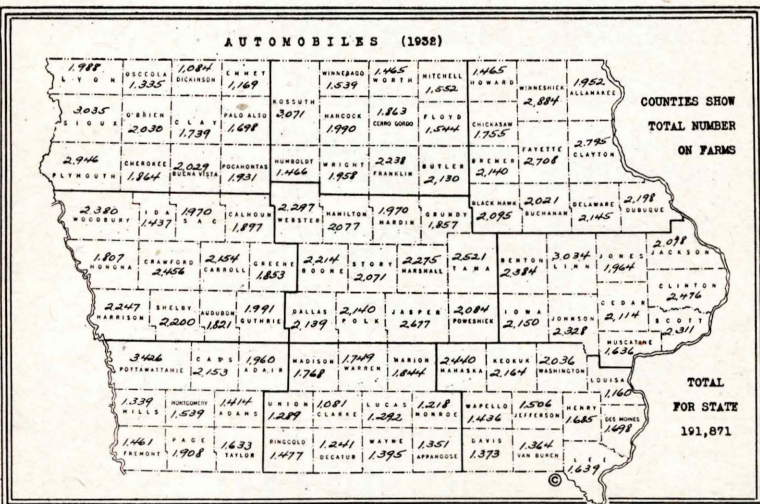 AUTOMOBILES (1932)
COUNTIES SHOW
TOTAL NUMBER
ON FARMS
1.988
LYON
OSCEOLA
1.335
1,084
DICKINSON
EMMET
1,169
KOSSUTH
3,071
WINNEBAGO
1.539
1.465
WORTH
MITCHELL
1.552
1.465
HOWARD
WINNESHIEK
2,884
1.952
ALLAMAKEE
3.035
SIOUX
O'BRIEN
2.030
CLAY
1.739
PALO ALTO
1.698
HANCOCK
1.990
1.863
CERRO GORDO
FLOYD
1.544
CHICKASAW
1.755
FAYETTE
2.708
2.795
CLAYTON
2.946
PLYMOUTH
CHEROKEE
1.864
2,029
BUENA VISTA
POCAHONTAS
1.931
HUMBOLDT
1.466
WRIGHT
1.958
2238
FRANKLIN
BUTLER
2,130
BREMER
2,140
2.380
WOODBURY
IDA
1.437
1.970
SAC
CALHOUN
1,897
2.297
WEBSTER
HAMILTON
2.077
1.970
HARDIN
GRUNDY
1,857
BLACK HAWK
2,095
2,021
BUCHANAN
DELAWARE
2,145
2,198
DUBUQUE
1.807
MONONA
CRAWFORD
2,456
2,154
CARROLL
GREENE
1,853
2,214
BOONE
STORY
2,071
2,275
MARSHALL
2,521
TAMA
BENTON
2.384
3.034
LINN
JONES
1,964
2,098
JACKSON
2,247
HARRISON
SHELBY
2,200
AUDUBON
1.821
1.991
GUTHRIE
DALLAS
2,139
2,140
POLK
JASPER
2.677
2,084
POWESHIEK
IOWA
2,150
JOHNSON
2,328
CEDAR
2,114
CLINTON
2,476
SCOTT
2,311
MUSCATINE
1,636
3426
POTTAWATTAMIE
CASS
2,153
1,960
ADAIR
MADISON
1.768
1.749
WARREN
MARION
1.844
2440
MAHASKA
KEOKUK
2,164
2,036
WASHINGTON
LOUISA
1,160
1.339
MILLS
MONTGOMERY
1.539
1.414
ADAMS
UNION
1.289
1,081
CLARKE
LUCAS
1.292
1.218
MONROE
WAPELLO
1.436
1.506
JEFFERSON
HENRY
1.685
DES MOINES
1.698
1.461
FREMONT
PAGE
1.908
1.633
TAYLOR
RINGGOLD
1.477
1.241
DECATUR
WAYNE
1.395
1.351
APPANOOSE
DAVIS
1.373
1.364
VAN BUREN
LEE
1.639
TOTAL
FOR STATE
191,871
©